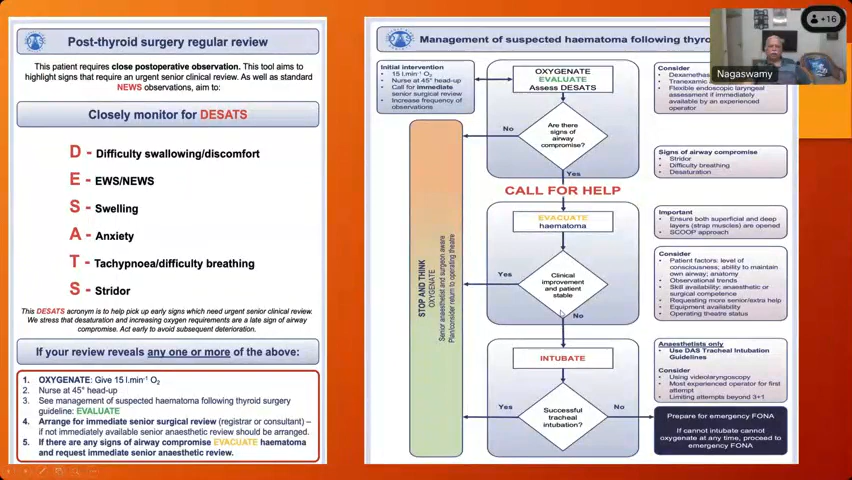 Post-thyroid surgery regular review
This patient requires close postoperative observation. This tool aims to
highlight signs that require an urgent senior clinical review. As well as standard
NEWS observations, aim to:
Closely monitor for DESATS
D - Difficulty swallowing/discomfort
E - EWS/NEWS
S - Swelling
A - Anxiety
T - Tachypnoea/difficulty breathing
S - Stridor
This DESATS acronym is to help pick up early signs which need urgent senior clinical review.
We stress that desaturation and increasing oxygen requirements are a late sign of airway
compromise. Act early to avoid subsequent deterioration.
If your review reveals any one or more of the above:
1. OXYGENATE: Give 15 l.min⁻¹ O₂
2. Nurse at 45° head-up
3. See management of suspected haematoma following thyroid surgery
guideline: EVALUATE
4. Arrange for immediate senior surgical review (registrar or consultant) –
if not immediately available senior anaesthetic review should be arranged.
5. If there are any signs of airway compromise EVACUATE haematoma
and request immediate senior anaesthetic review.
Management of suspected haematoma following thyro
Initial intervention
• 15 l.min⁻¹ O₂
• Nurse at 45° head-up
• Call for immediate
senior surgical review
• Increase frequency of
observations
OXYGENATE
EVALUATE
Assess DESATS
Consider
• Dexamethas
• Tranexamic a
• Flexible endoscopic laryngeal
assessment if immediately
available by an experienced
operator
Are there
signs of
airway
compromise?
No
Yes
Signs of airway compromise
• Stridor
• Difficulty breathing
• Desaturation
CALL FOR HELP
EVACUATE
haematoma
Important
• Ensure both superficial and deep
layers (strap muscles) are opened
• SCOOP approach
Clinical
improvement
and patient
stable
Yes
No
Consider
• Patient factors: level of
consciousness; ability to maintain
own airway; anatomy
• Observational trends
• Skill availability: anaesthetic or
surgical competence
• Requesting more senior/extra help
• Equipment availability
• Operating theatre status
STOP AND THINK
OXYGENATE
Senior anaesthetist and surgeon aware
Plan/consider return to operating theatre
INTUBATE
Anaesthetists only
• Use DAS Tracheal Intubation
Guidelines
Consider
• Using videolaryngoscopy
• Most experienced operator for first
attempt
• Limiting attempts beyond 3+1
Successful
tracheal
intubation?
Yes
No
Prepare for emergency FONA
If cannot intubate cannot
oxygenate at any time, proceed to
emergency FONA
+16
Nagaswamy